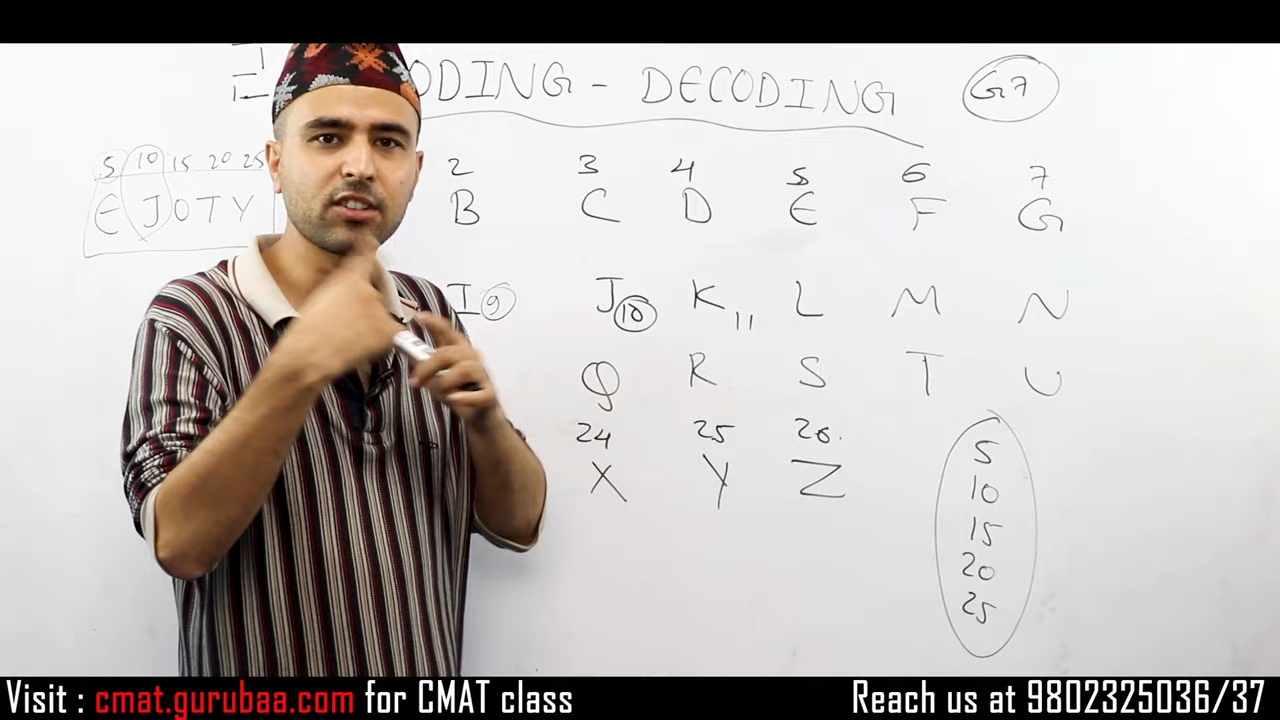 ODING - DECODING G7
5 10 15 20 25
E J O T Y
2 3 4 5 6 7
B C D E F G
I 9 J 10 K 11 L M N
Q R S T U
24 25 26.
X Y Z
5
10
15
20
25
Visit : cmat.gurubaa.com for CMAT class
Reach us at 9802325036/37